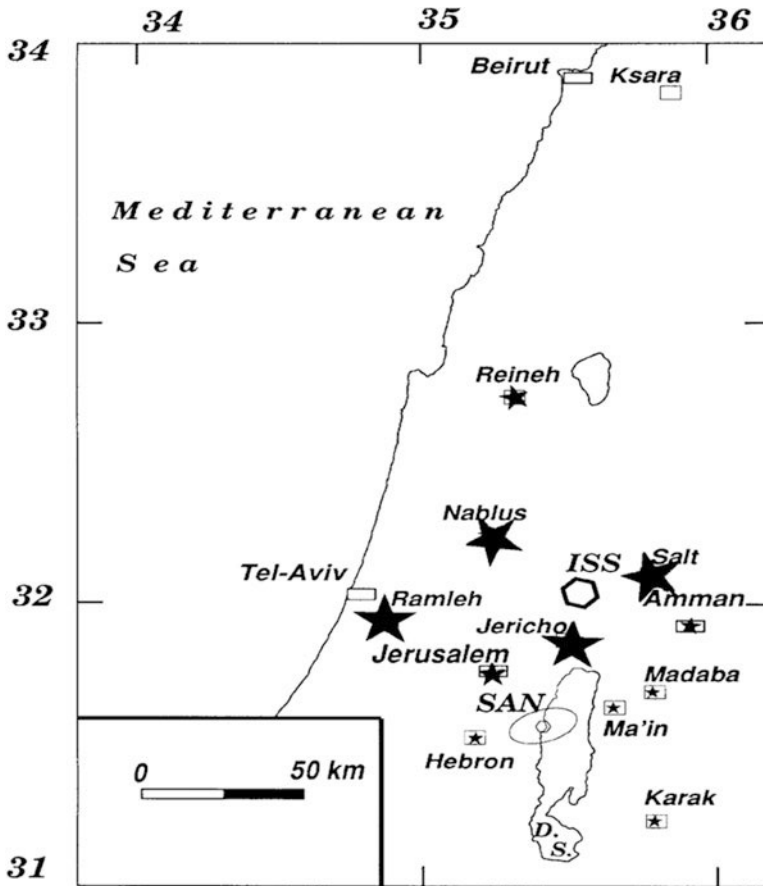 34 35 36
34
Beirut Ksara
Mediterranean
Sea
33
Reineh
Nablus
ISS Salt
Tel-Aviv
32
Ramleh Amman
Jericho
Jerusalem
Madaba
SAN
Ma'in
Hebron
0 50 km
Karak
D.
S.
31